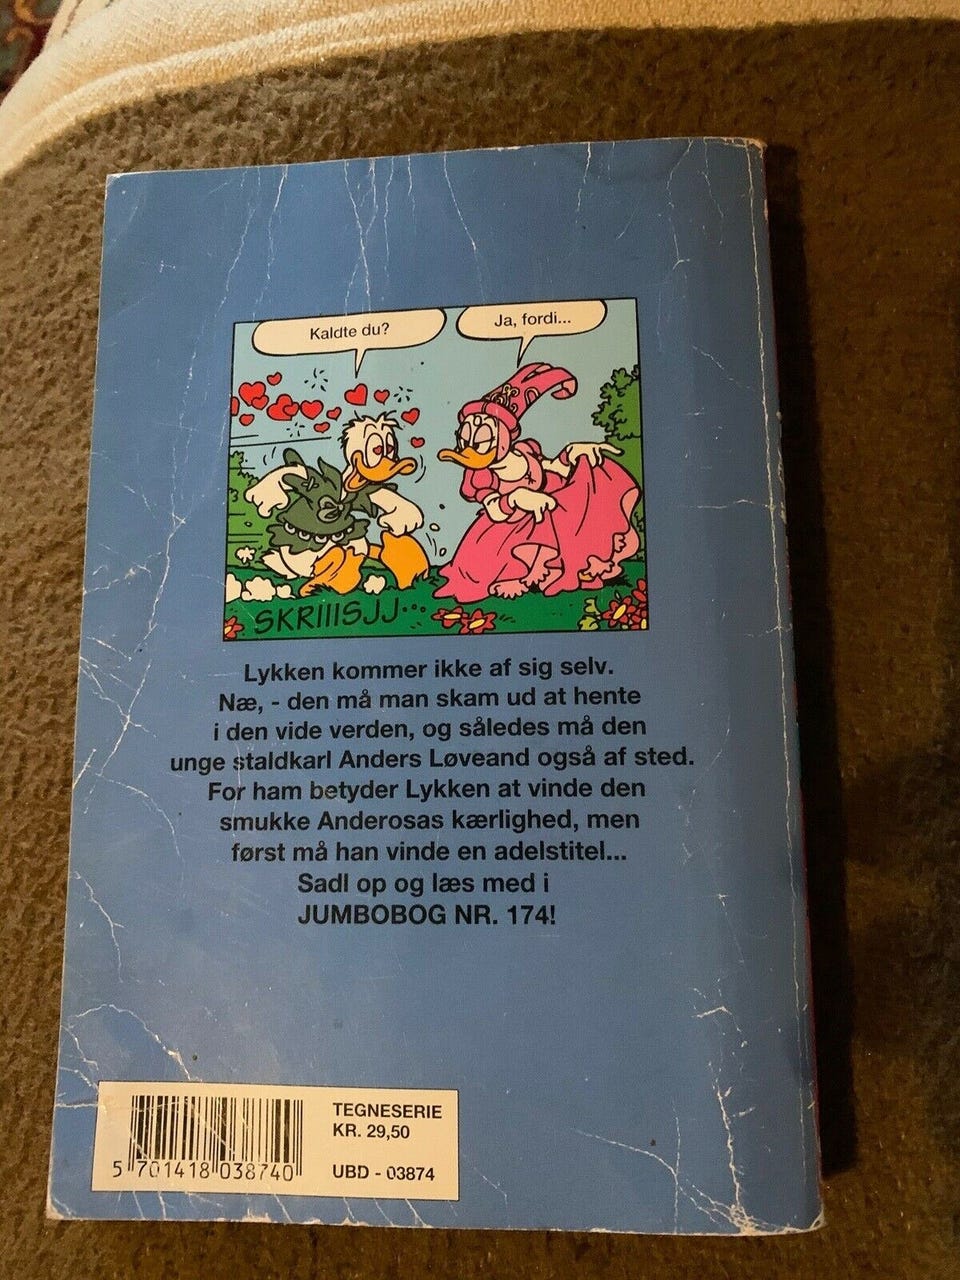 Kaldte du?
Ja, fordi...
SKRIIISJJ...
Lykken kommer ikke af sig selv.
Næ, - den må man skam ud at hente
i den vide verden, og således må den
unge staldkarl Anders Løveand også af sted.
For ham betyder Lykken at vinde den
smukke Anderosas kærlighed, men
først må han vinde en adelstitel...
Sadl op og læs med i
JUMBOBOG NR. 174!
TEGNESERIE
KR. 29,50
UBD - 03874
5 701418 038740